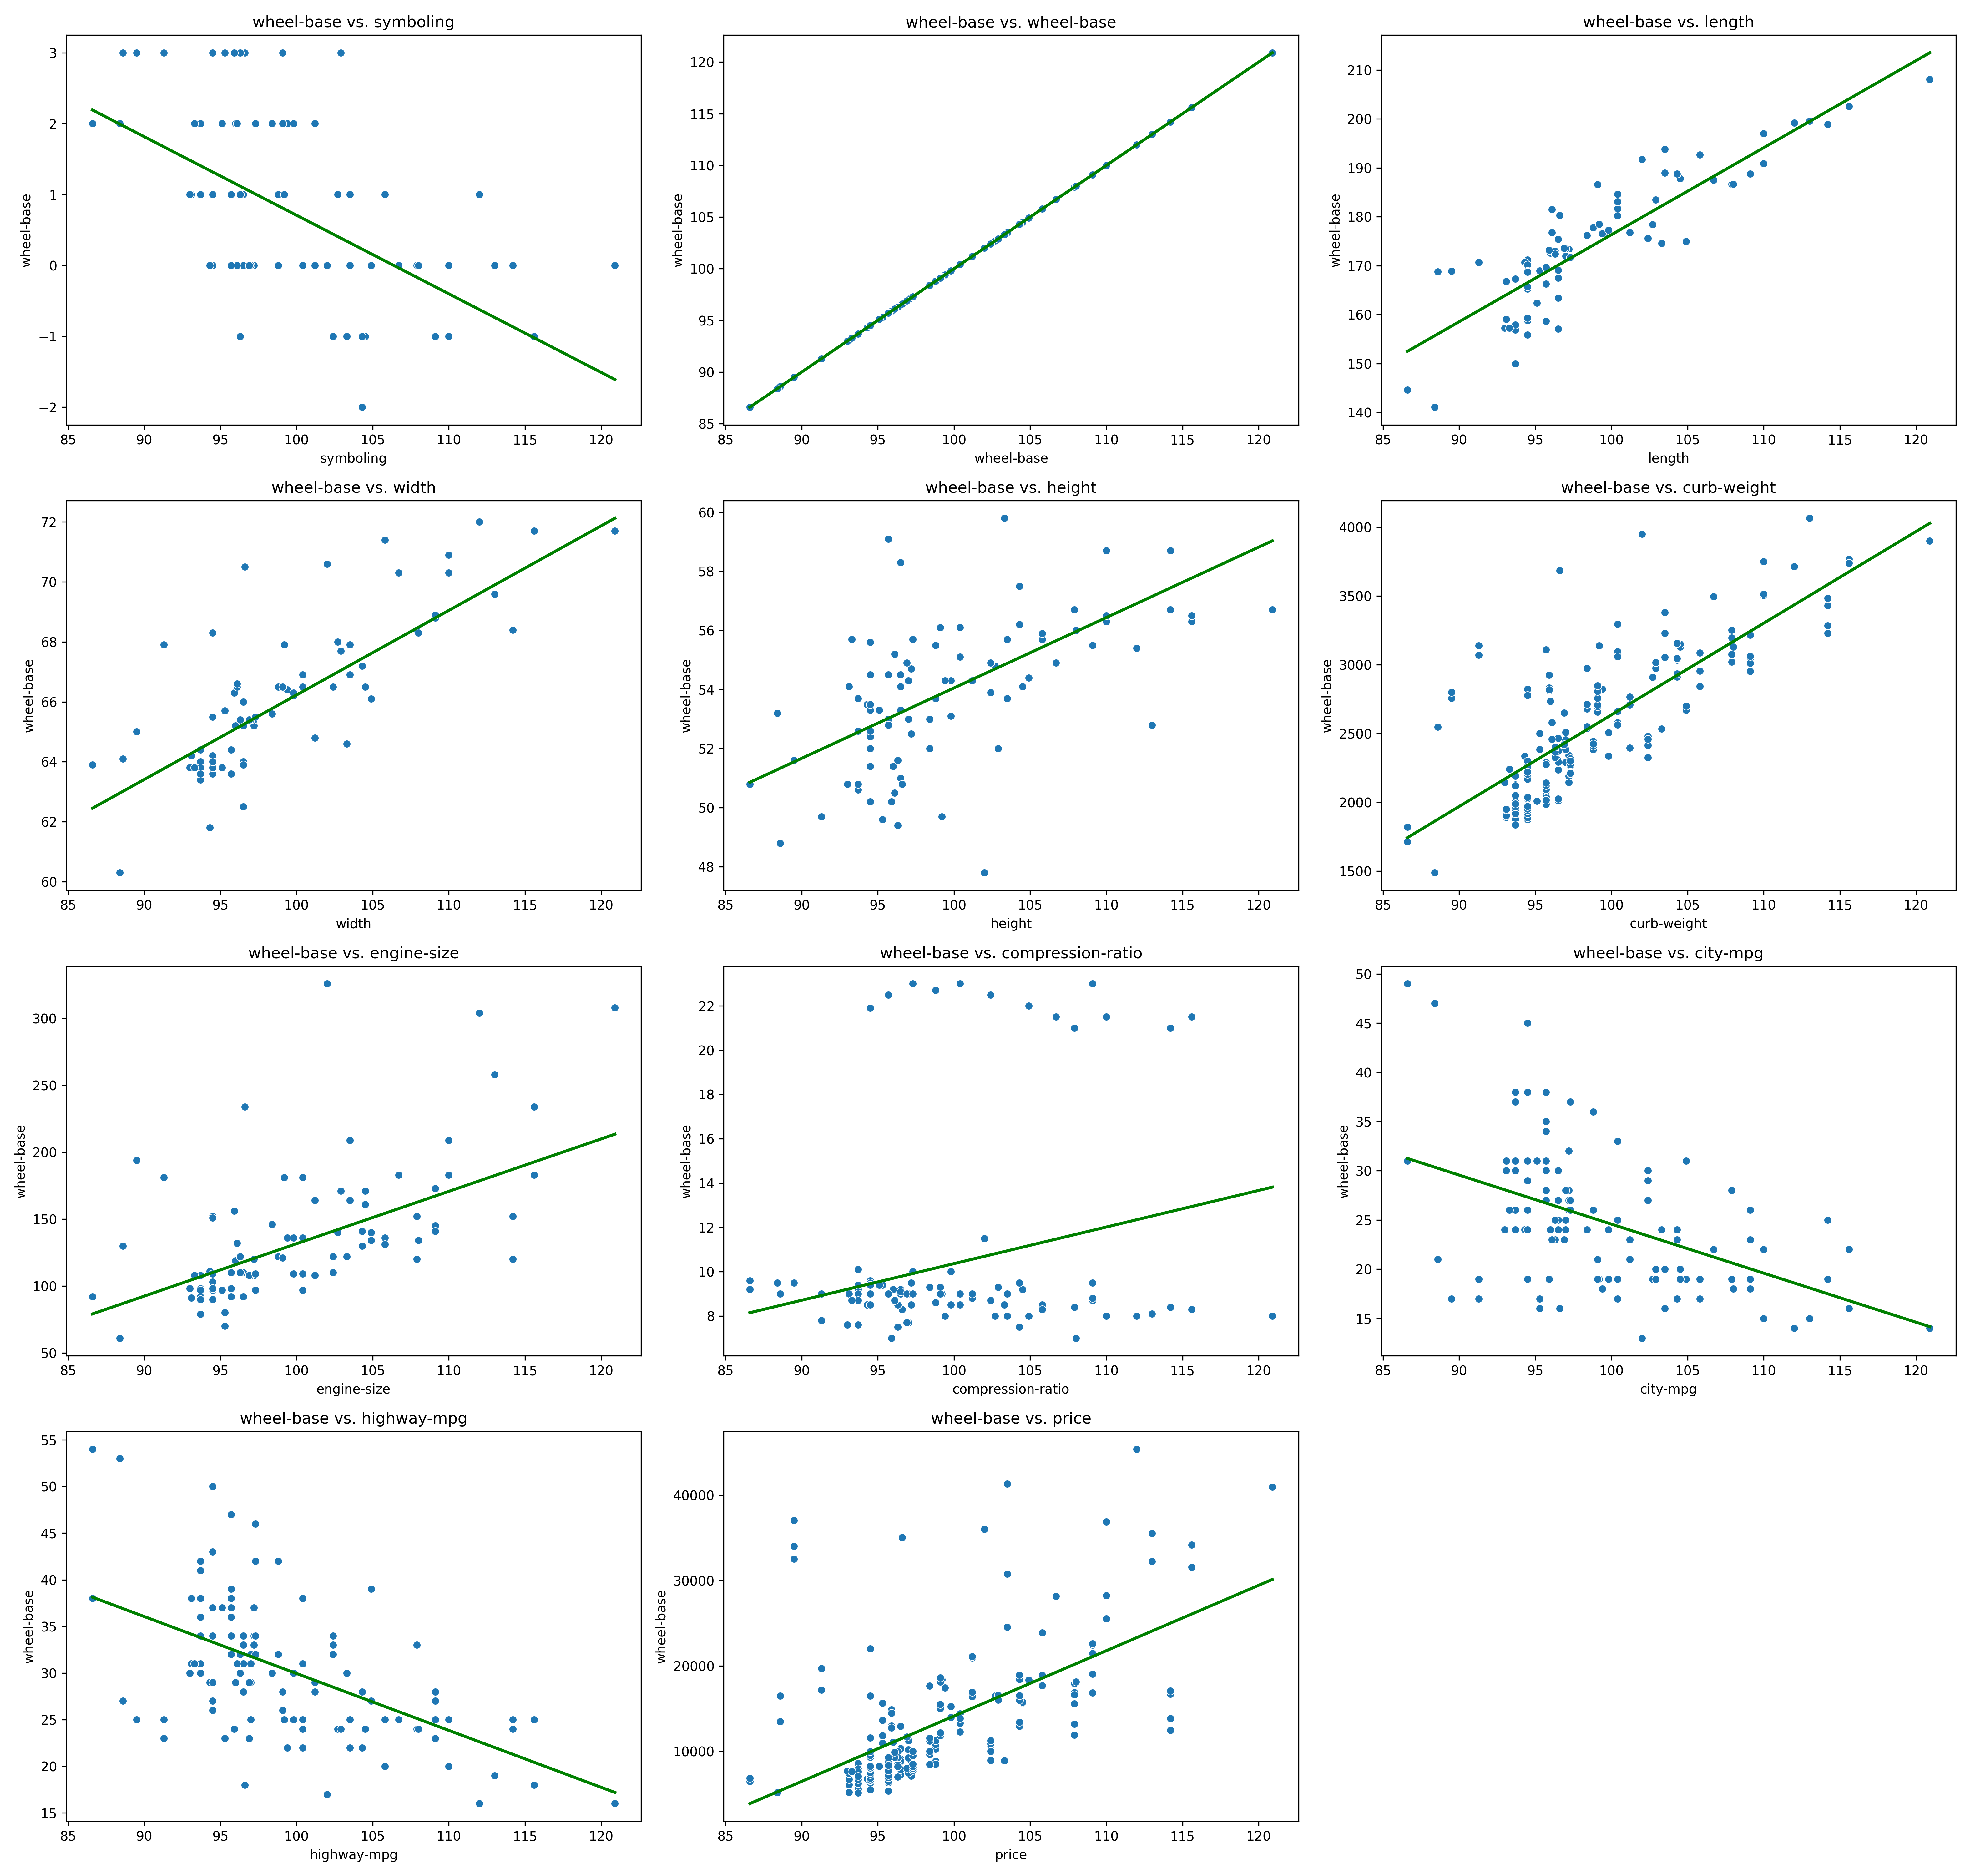 wheel-base vs. symboling
3
2
1
0
−1
−2
wheel-base
85 90 95 100 105 110 115 120
symboling
wheel-base vs. wheel-base
120
115
110
105
100
95
90
85
wheel-base
85 90 95 100 105 110 115 120
wheel-base
wheel-base vs. length
210
200
190
180
170
160
150
140
wheel-base
85 90 95 100 105 110 115 120
length
wheel-base vs. width
72
70
68
66
64
62
60
wheel-base
85 90 95 100 105 110 115 120
width
wheel-base vs. height
60
58
56
54
52
50
48
wheel-base
85 90 95 100 105 110 115 120
height
wheel-base vs. curb-weight
4000
3500
3000
2500
2000
1500
wheel-base
85 90 95 100 105 110 115 120
curb-weight
wheel-base vs. engine-size
300
250
200
150
100
50
wheel-base
85 90 95 100 105 110 115 120
engine-size
wheel-base vs. compression-ratio
22
20
18
16
14
12
10
8
wheel-base
85 90 95 100 105 110 115 120
compression-ratio
wheel-base vs. city-mpg
50
45
40
35
30
25
20
15
wheel-base
85 90 95 100 105 110 115 120
city-mpg
wheel-base vs. highway-mpg
55
50
45
40
35
30
25
20
15
wheel-base
85 90 95 100 105 110 115 120
highway-mpg
wheel-base vs. price
40000
30000
20000
10000
wheel-base
85 90 95 100 105 110 115 120
price